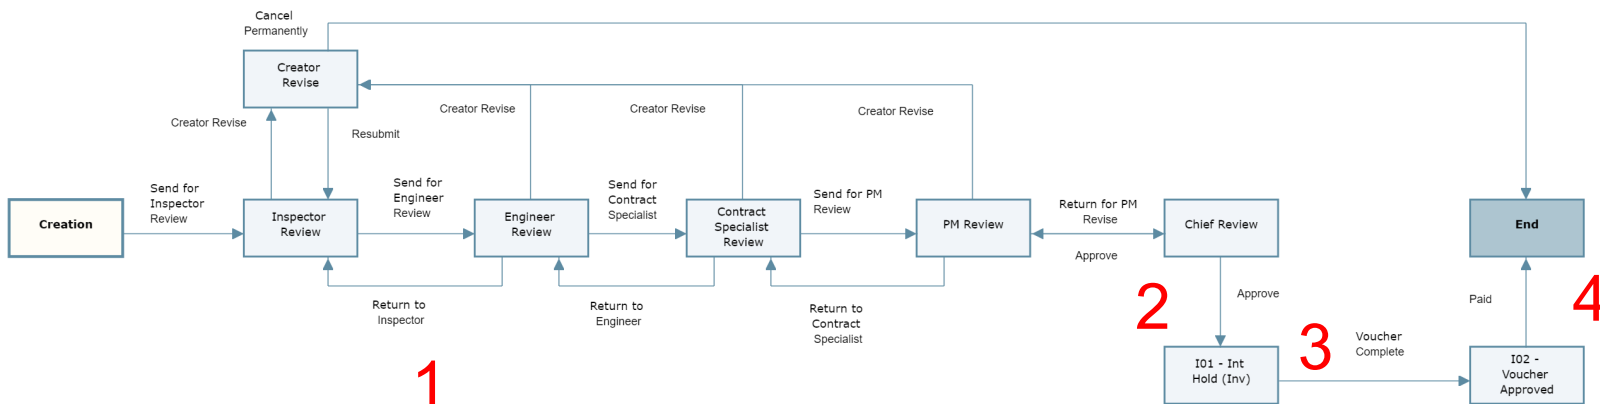 Cancel
Permanently
Creator
Revise
Creator Revise
Resubmit
Creator Revise
Creator Revise
Creator Revise
Creation
Send for
Inspector
Review
Inspector
Review
Send for
Engineer
Review
Engineer
Review
Send for
Contract
Specialist
Contract
Specialist
Review
Send for PM
Review
PM Review
Return for PM
Revise
Approve
Chief Review
End
Return to
Inspector
Return to
Engineer
Return to
Contract
Specialist
Approve
Paid
1
2
3
4
I01 - Int
Hold (Inv)
Voucher
Complete
I02 -
Voucher
Approved